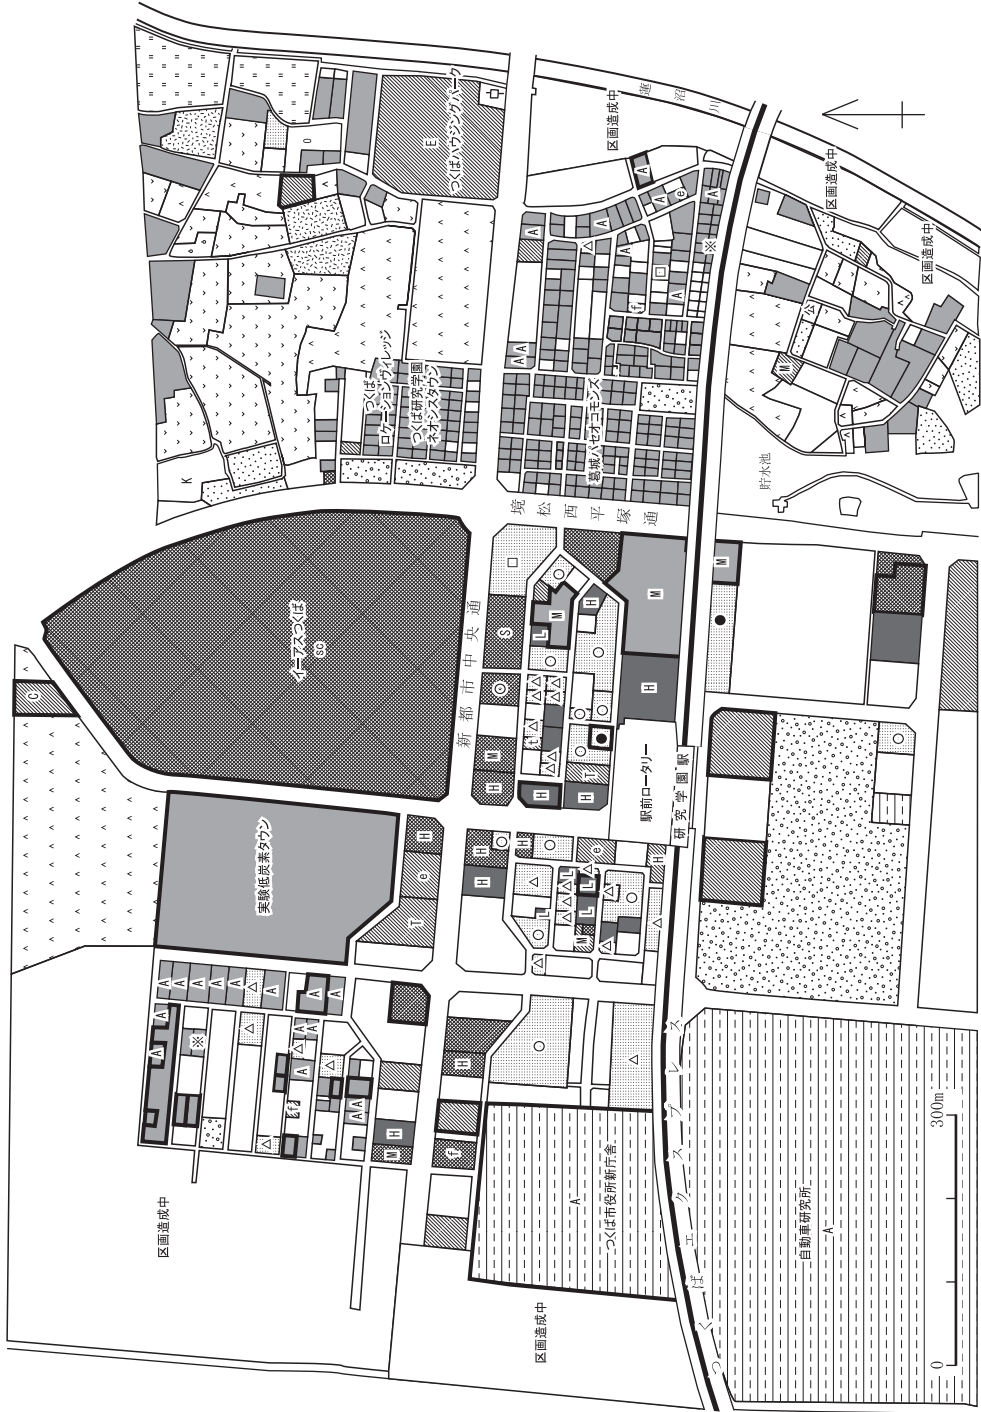 つくばハウジングパーク
E
O
K
つくば
ロケーションヴィレッジ
つくば研究学園
ネオシスタウン
区画造成中
蓮沼川
区画造成中
区画造成中
葛城パセオコモンズ
境松西平塚通
貯水池
公
M
イーアスつくば
SC
C
新都市中央通
S
M
H
L
M
H
M
H
M
駅前ロータリー
研究学園駅
実験低炭素タウン
H
e
T
H
H
区画造成中
区画造成中
つくば市役所新庁舎
A
つくばエクスプレス
自動車研究所
A
0
300m